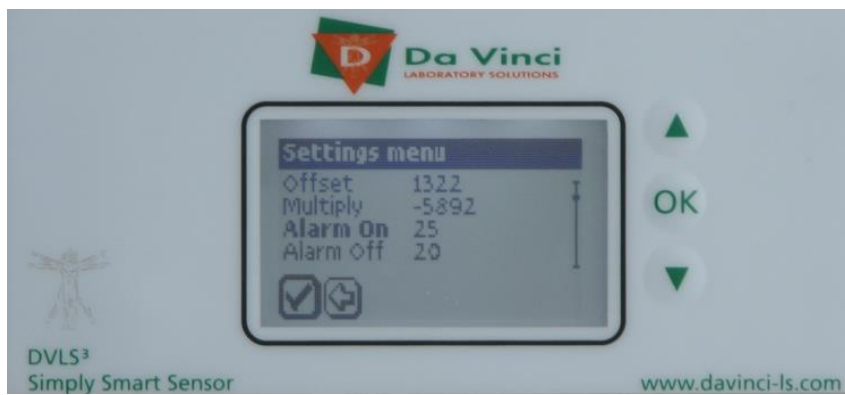 D
Da Vinci
LABORATORY SOLUTIONS
Settings menu
Offset 1322
Multiply -5892
Alarm On 25
Alarm Off 20
OK
DVLS³
Simply Smart Sensor
www.davinci-ls.com